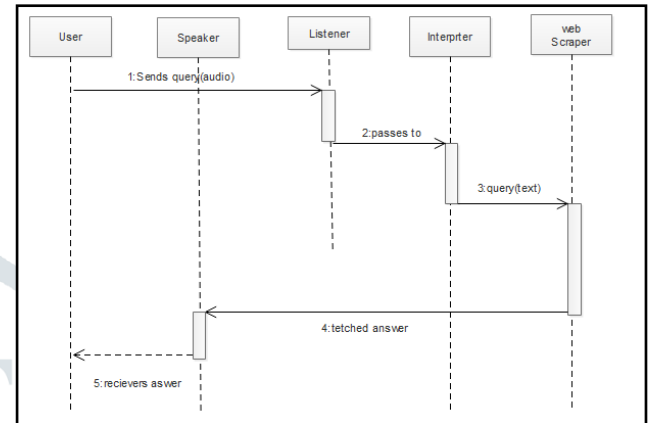 User
Speaker
Listener
Interprter
web
Scraper
1:Sends query(audio)
2:passes to
3:query(text)
4:tetched answer
5:recievers aswer